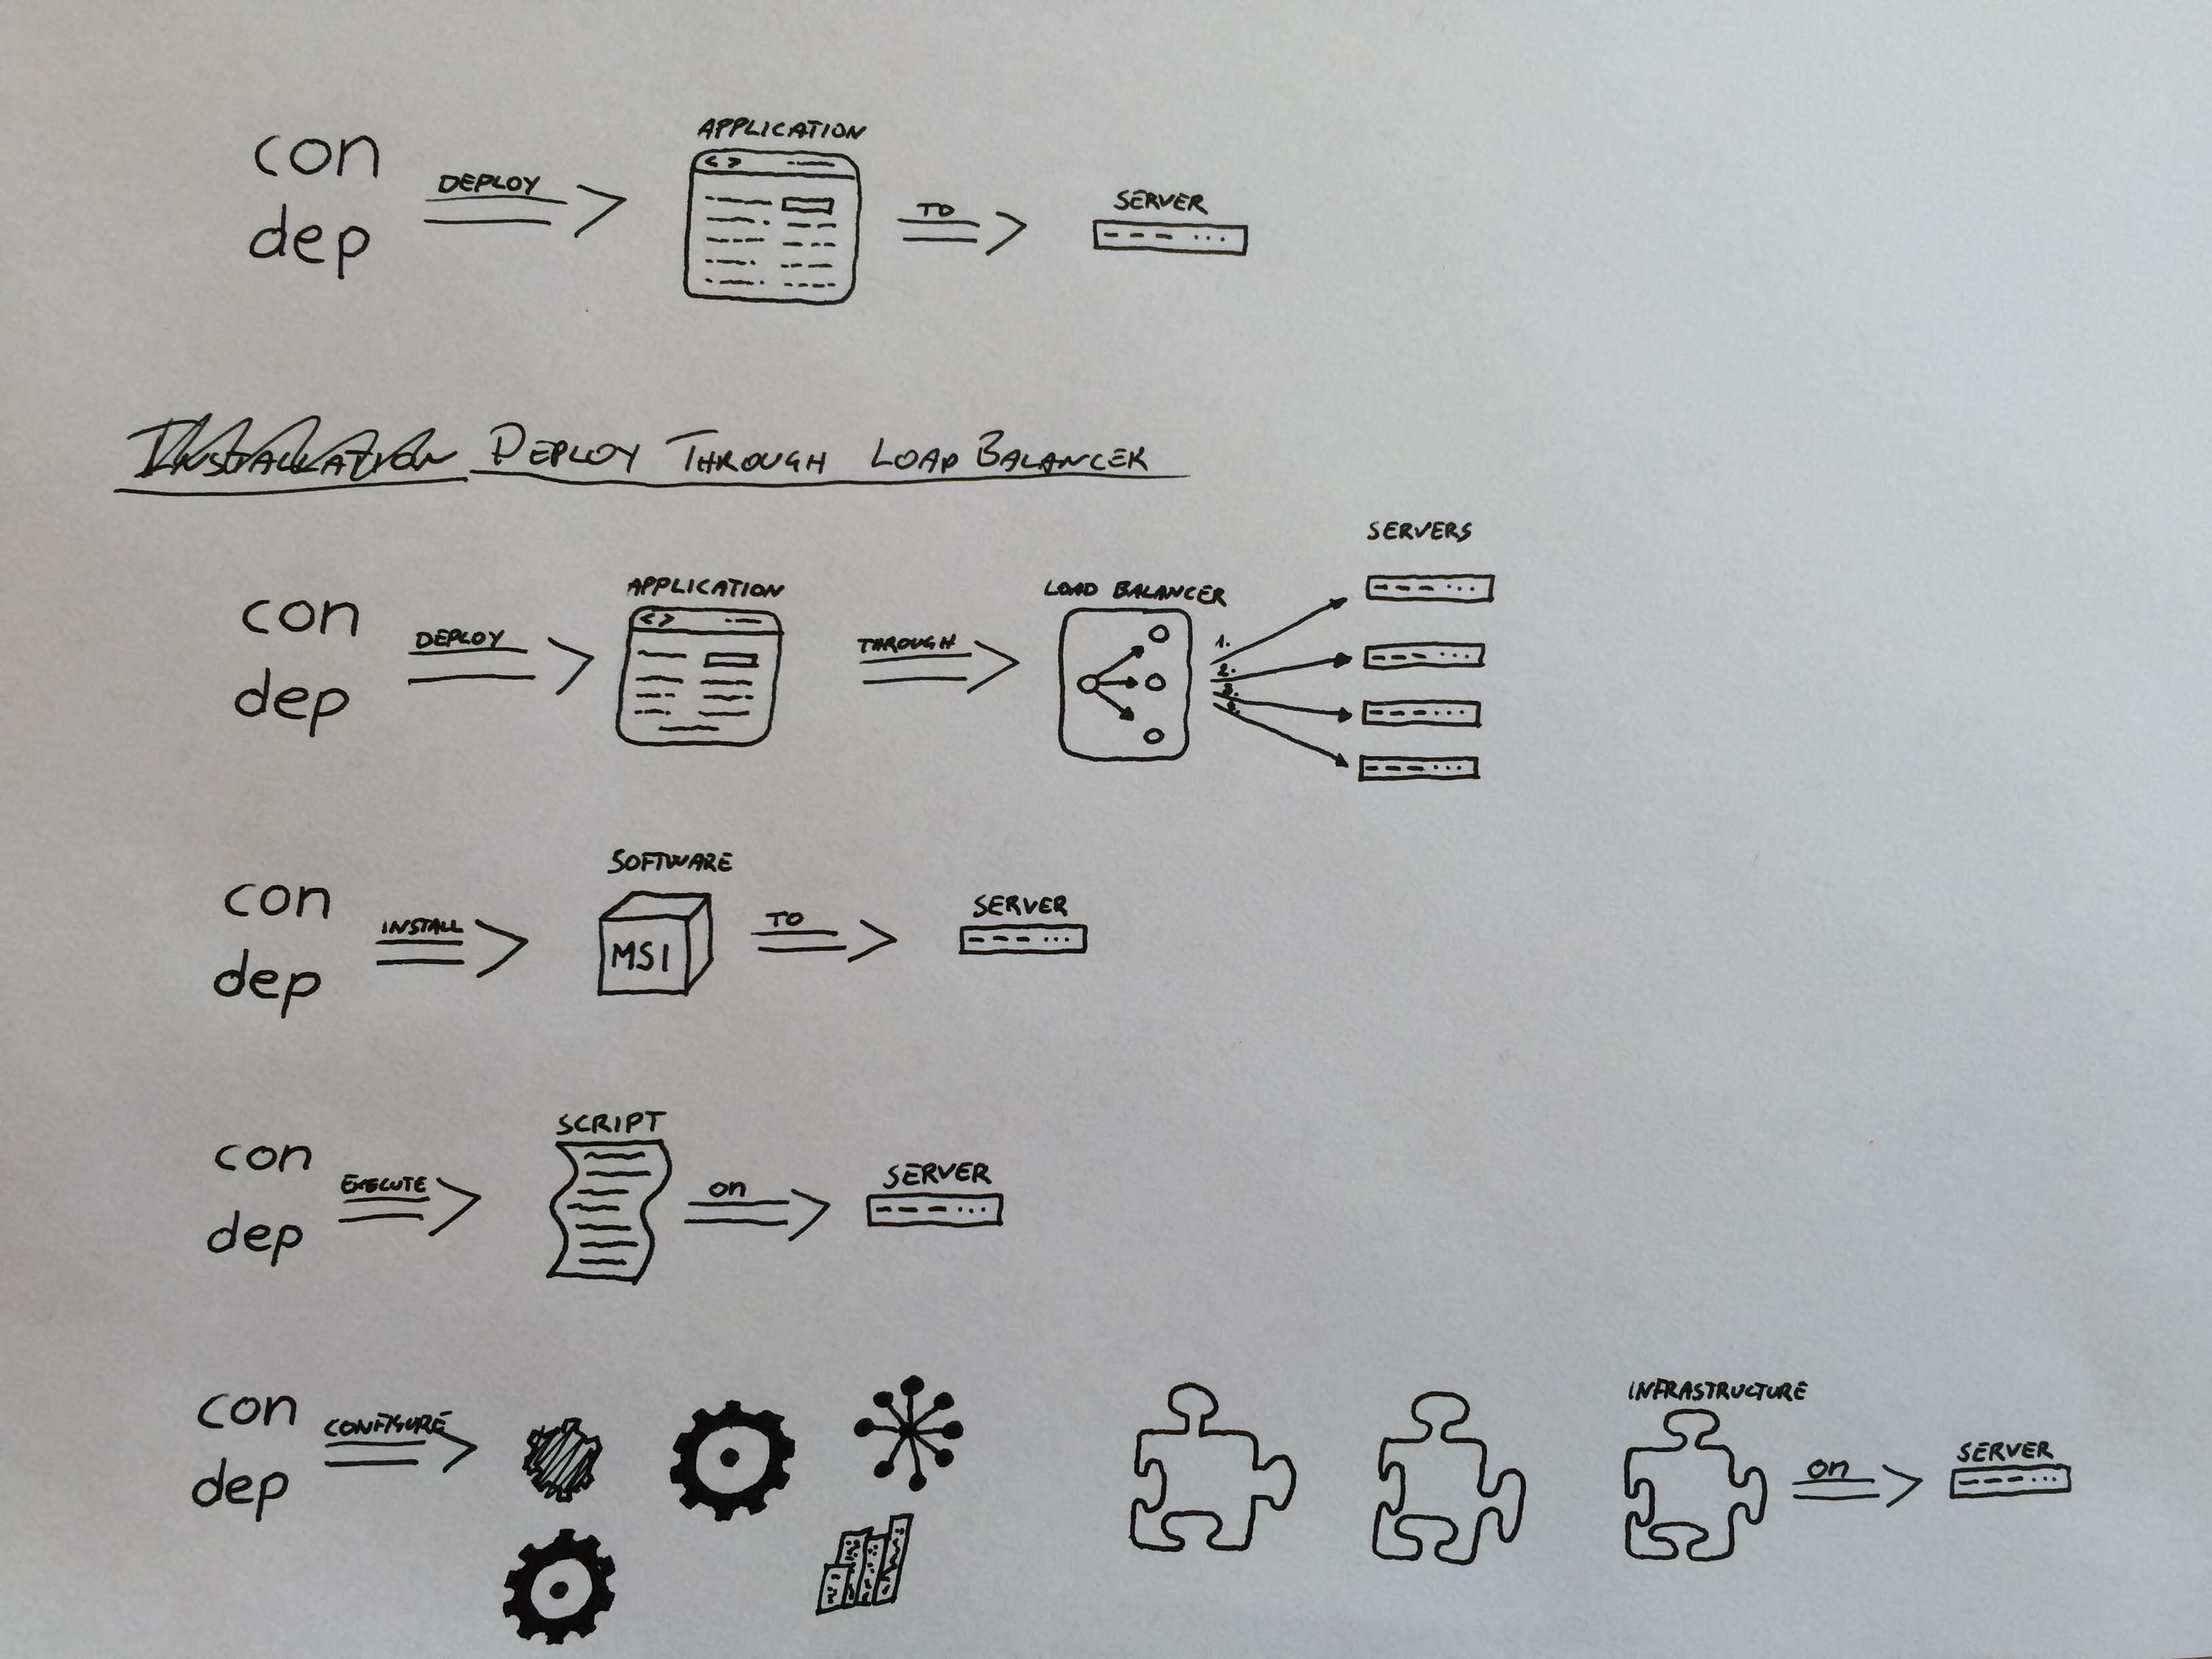 con
dep
DEPLOY
APPLICATION
< >
TO
SERVER
INSTALLATION DEPLOY THROUGH LOAD BALANCER
con
dep
DEPLOY
APPLICATION
< >
THROUGH
LOAD BALANCER
1.
2.
3.
SERVERS
con
dep
INSTALL
SOFTWARE
MSI
TO
SERVER
con
dep
EXECUTE
SCRIPT
on
SERVER
con
dep
CONFIGURE
INFRASTRUCTURE
on
SERVER